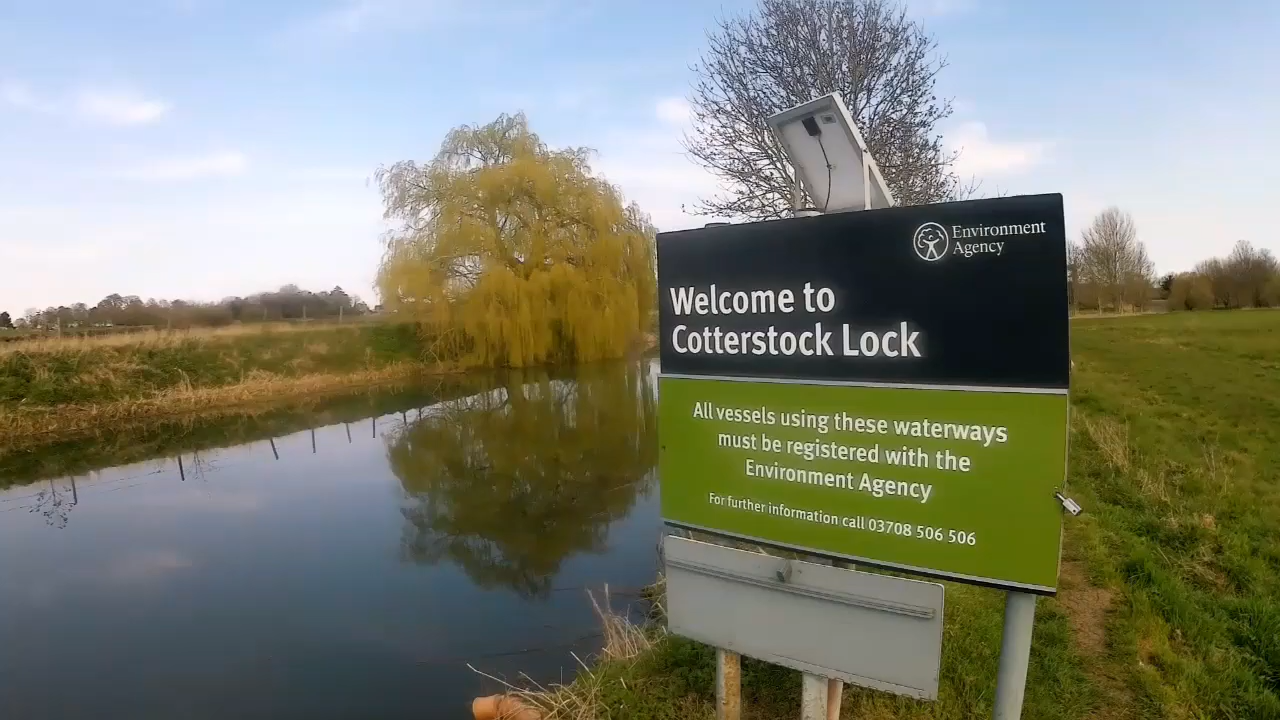 Environment
Agency
Welcome to
Cotterstock Lock
All vessels using these waterways
must be registered with the
Environment Agency
For further information call 03708 506 506